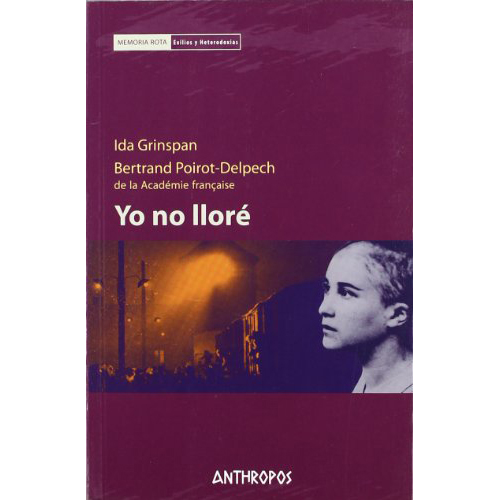 MEMORIA ROTA Exilios y Heterodoxias
Ida Grinspan
Bertrand Poirot-Delpech
de la Académie française
Yo no lloré
ANTHROPOS